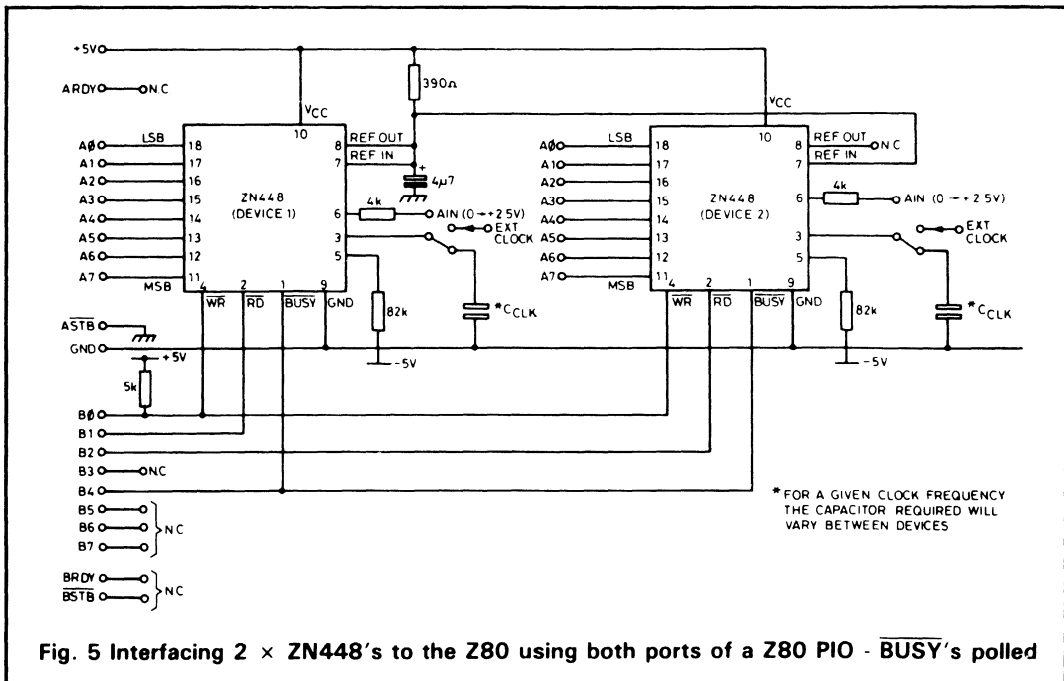 +5V
ARDY N.C
390Ω
VCC
10
VCC
10
AØ LSB 18
A1 17
A2 16
A3 15
A4 14
A5 13
A6 12
A7 11
MSB
ZN448
(DEVICE 1)
8 REF OUT
7 REF IN
+
4µ7
6 4k AIN (0→+2 5V)
3 EXT
CLOCK
5
82k
*CCLK
-5V
4 2 1 9
WR RD BUSY GND
AØ LSB 18
A1 17
A2 16
A3 15
A4 14
A5 13
A6 12
A7 11
MSB
ZN448
(DEVICE 2)
8 REF OUT N.C
7 REF IN
6 4k AIN (0→+2 5V)
3 EXT
CLOCK
5
82k
*CCLK
-5V
4 2 1 9
WR RD BUSY GND
ASTB
GND
+5V
5k
BØ
B1
B2
B3 N.C
B4
B5
B6 NC
B7
BRDY
BSTB NC
*FOR A GIVEN CLOCK FREQUENCY
THE CAPACITOR REQUIRED WILL
VARY BETWEEN DEVICES
Fig. 5 Interfacing 2 × ZN448's to the Z80 using both ports of a Z80 PIO - BUSY's polled